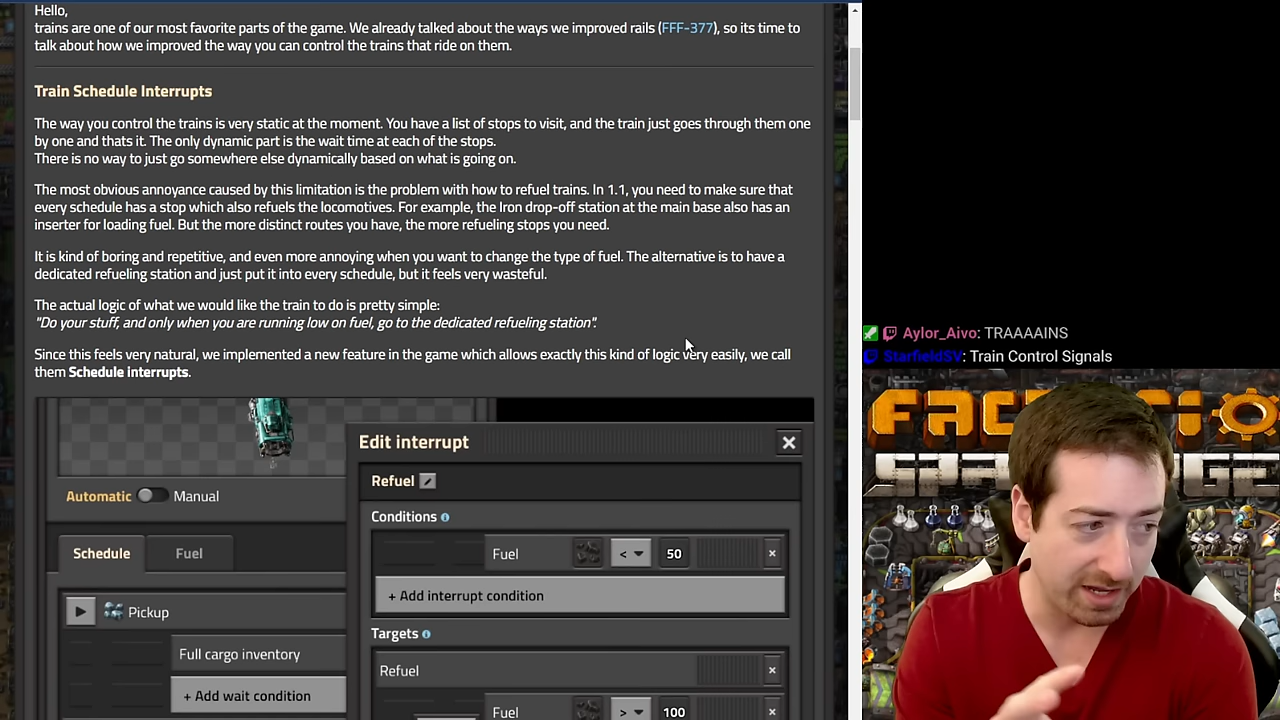 Hello,
trains are one of our most favorite parts of the game. We already talked about the ways we improved rails (FFF-377), so its time to
talk about how we improved the way you can control the trains that ride on them.
Train Schedule Interrupts
The way you control the trains is very static at the moment. You have a list of stops to visit, and the train just goes through them one
by one and thats it. The only dynamic part is the wait time at each of the stops.
There is no way to just go somewhere else dynamically based on what is going on.
The most obvious annoyance caused by this limitation is the problem with how to refuel trains. In 1.1, you need to make sure that
every schedule has a stop which also refuels the locomotives. For example, the Iron drop-off station at the main base also has an
inserter for loading fuel. But the more distinct routes you have, the more refueling stops you need.
It is kind of boring and repetitive, and even more annoying when you want to change the type of fuel. The alternative is to have a
dedicated refueling station and just put it into every schedule, but it feels very wasteful.
The actual logic of what we would like the train to do is pretty simple:
"Do your stuff, and only when you are running low on fuel, go to the dedicated refueling station".
Since this feels very natural, we implemented a new feature in the game which allows exactly this kind of logic very easily, we call
them Schedule interrupts.
Edit interrupt
Refuel
Automatic Manual
Conditions
Schedule Fuel
Fuel < 50
+ Add interrupt condition
Pickup
Targets
Full cargo inventory
Refuel
+ Add wait condition
Fuel > 100
Aylor_Aivo: TRAAAAINS
StarfieldSV: Train Control Signals
FACTORIO